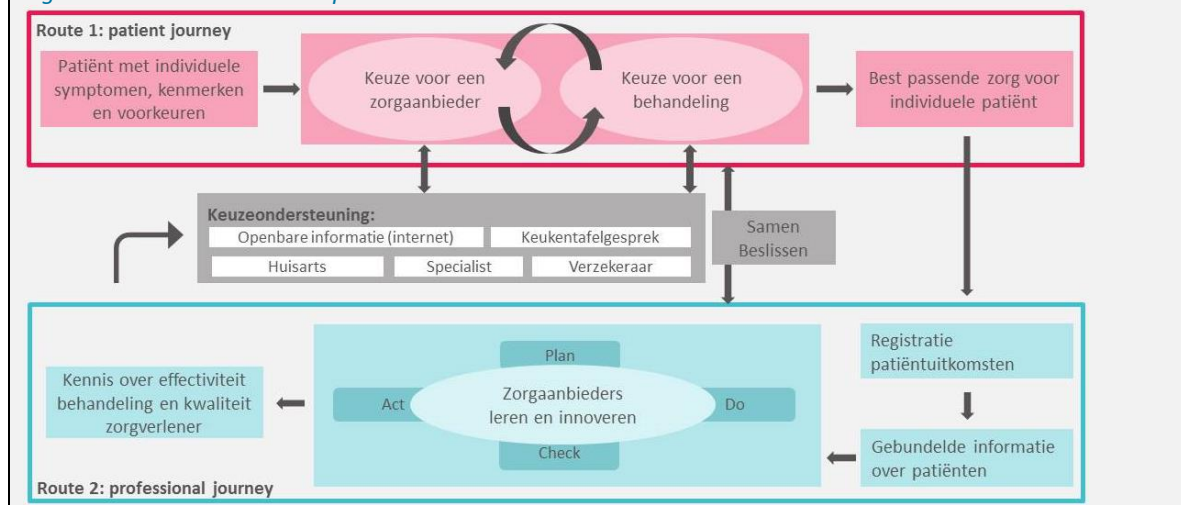 Route 1: patient journey
Patiënt met individuele
symptomen, kenmerken
en voorkeuren
Keuze voor een
zorgaanbieder
Keuze voor een
behandeling
Best passende zorg voor
individuele patiënt
Keuzeondersteuning:
Openbare informatie (internet)
Keukentafelgesprek
Huisarts
Specialist
Verzekeraar
Samen
Beslissen
Registratie
patiëntuitkomsten
Gebundelde informatie
over patiënten
Plan
Act
Zorgaanbieders
leren en innoveren
Do
Check
Kennis over effectiviteit
behandeling en kwaliteit
zorgverlener
Route 2: professional journey